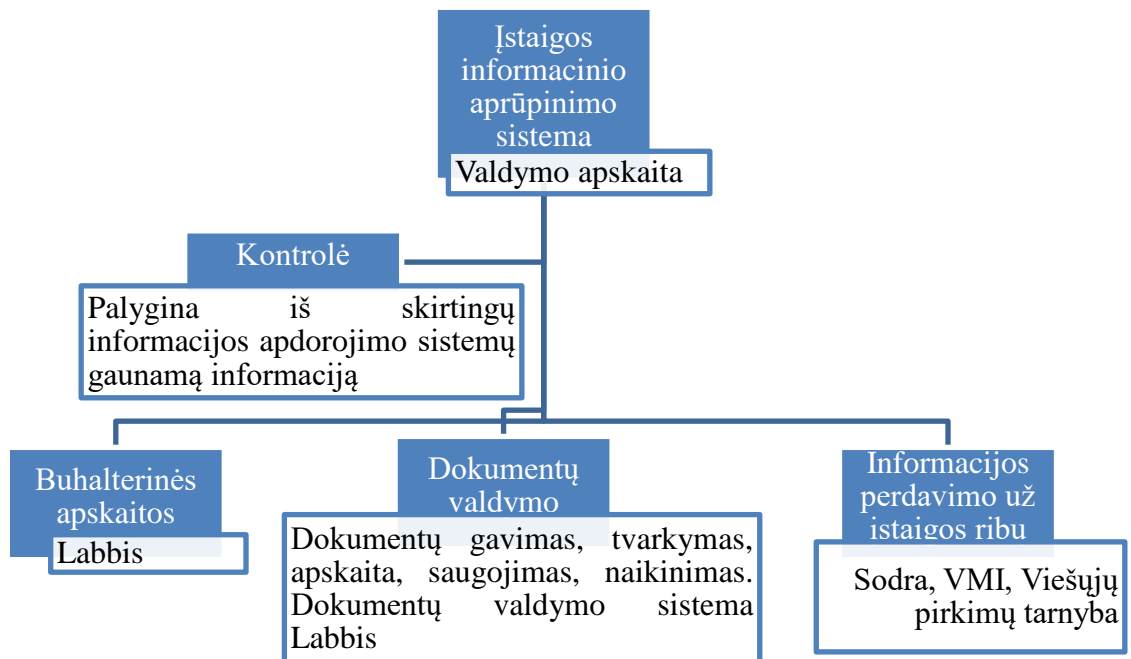 Įstaigos
informacinio
aprūpinimo
sistema
Valdymo apskaita
Kontrolė
Palygina iš skirtingų
informacijos apdorojimo sistemų
gaunamą informaciją
Buhalterinės
apskaitos
Labbis
Dokumentų
valdymo
Dokumentų gavimas, tvarkymas,
apskaita, saugojimas, naikinimas.
Dokumentų valdymo sistema
Labbis
Informacijos
perdavimo už
įstaigos ribų
Sodra, VMI, Viešųjų
pirkimų tarnyba